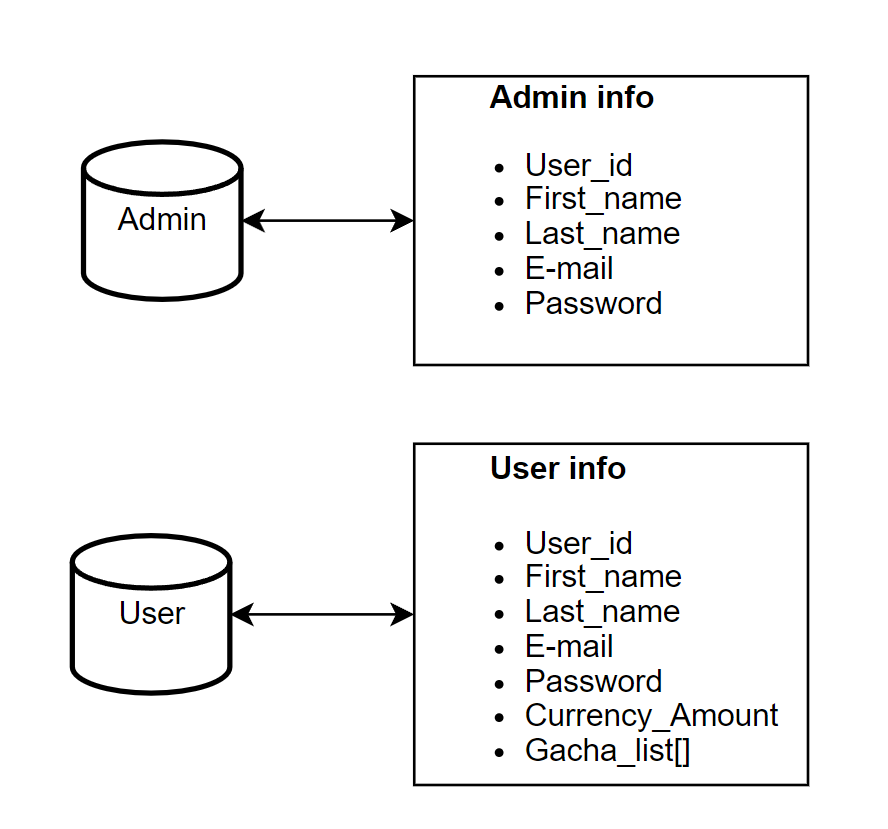 Admin info
Admin
• User_id
• First_name
• Last_name
• E-mail
• Password
User info
User
• User_id
• First_name
• Last_name
• E-mail
• Password
• Currency_Amount
• Gacha_list[]